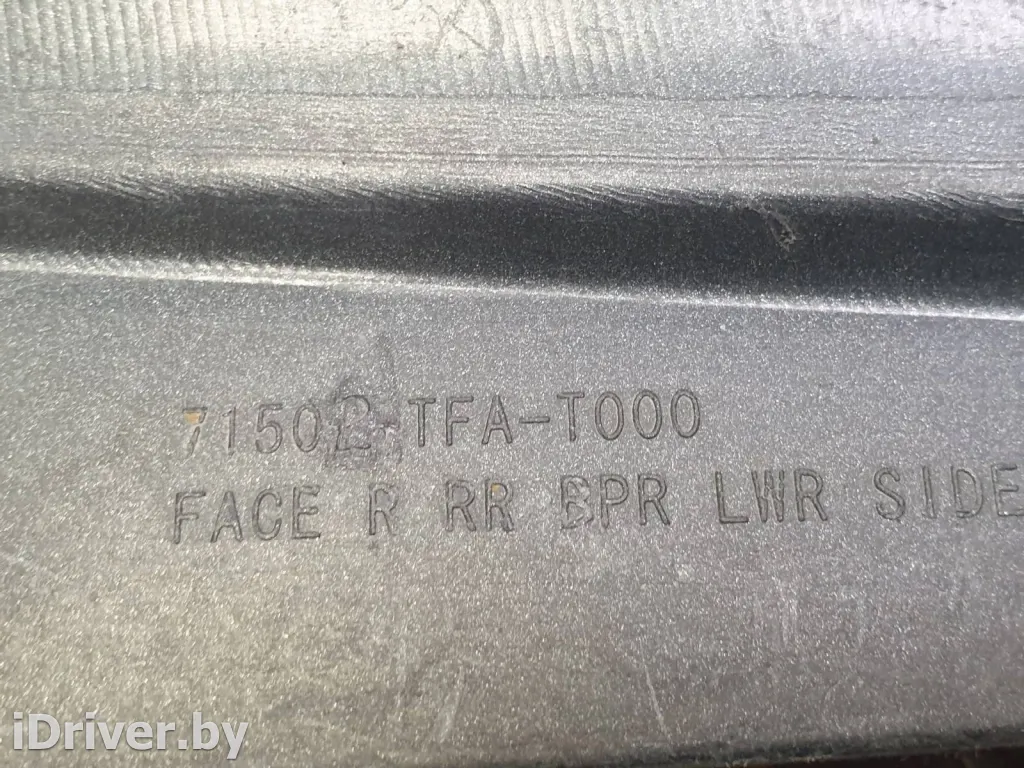 71502-TFA-T000
FACE R RR BPR LWR SIDE
iDriver.by